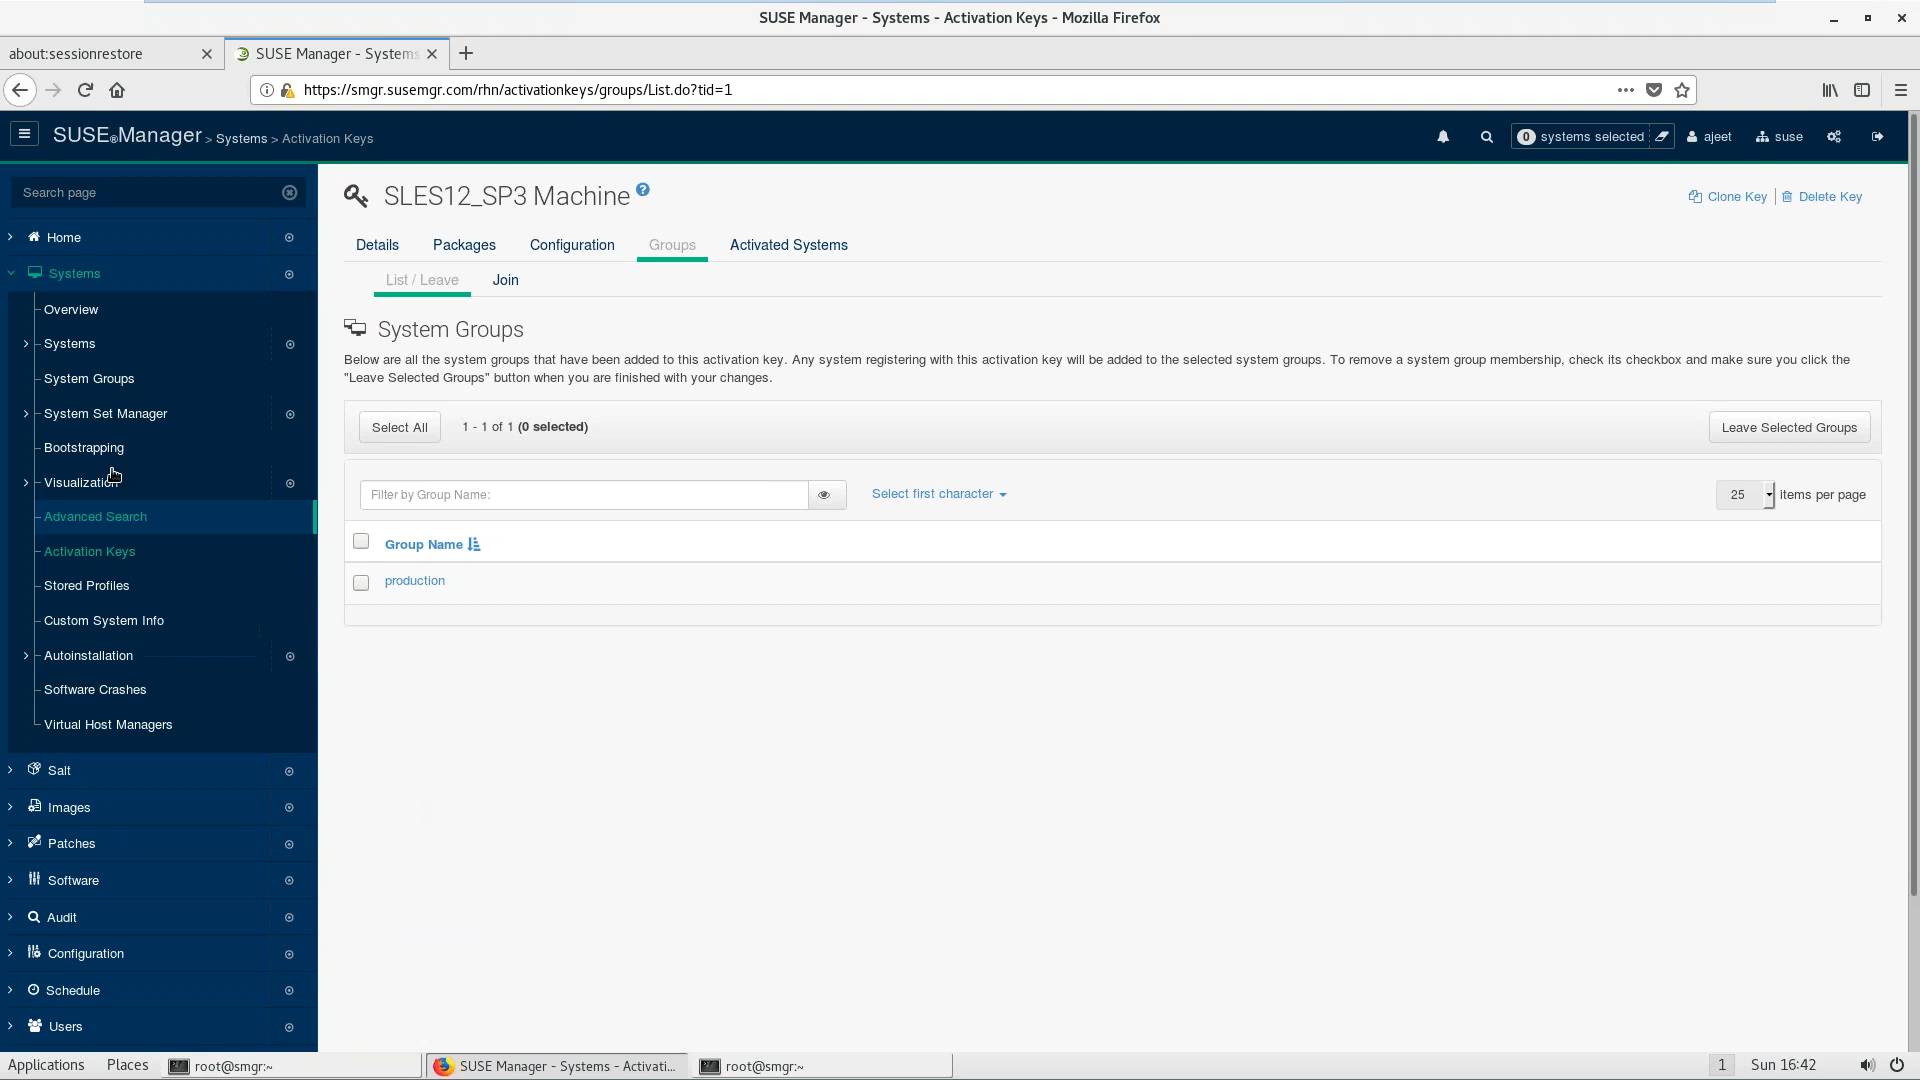 SUSE Manager - Systems - Activation Keys - Mozilla Firefox
about:sessionrestore
SUSE Manager - Systems
https://smgr.susemgr.com/rhn/activationkeys/groups/List.do?tid=1
SUSE®Manager > Systems > Activation Keys
0 systems selected
ajeet
suse
Search page
Home
Systems
Overview
Systems
System Groups
System Set Manager
Bootstrapping
Visualization
Advanced Search
Activation Keys
Stored Profiles
Custom System Info
Autoinstallation
Software Crashes
Virtual Host Managers
Salt
Images
Patches
Software
Audit
Configuration
Schedule
Users
SLES12_SP3 Machine ?
Clone Key | Delete Key
Details Packages Configuration Groups Activated Systems
List / Leave Join
System Groups
Below are all the system groups that have been added to this activation key. Any system registering with this activation key will be added to the selected system groups. To remove a system group membership, check its checkbox and make sure you click the
"Leave Selected Groups" button when you are finished with your changes.
Select All 1 - 1 of 1 (0 selected) Leave Selected Groups
Filter by Group Name: Select first character 25 items per page
Group Name
production
Applications Places root@smgr:~ SUSE Manager - Systems - Activati... root@smgr:~ 1 Sun 16:42